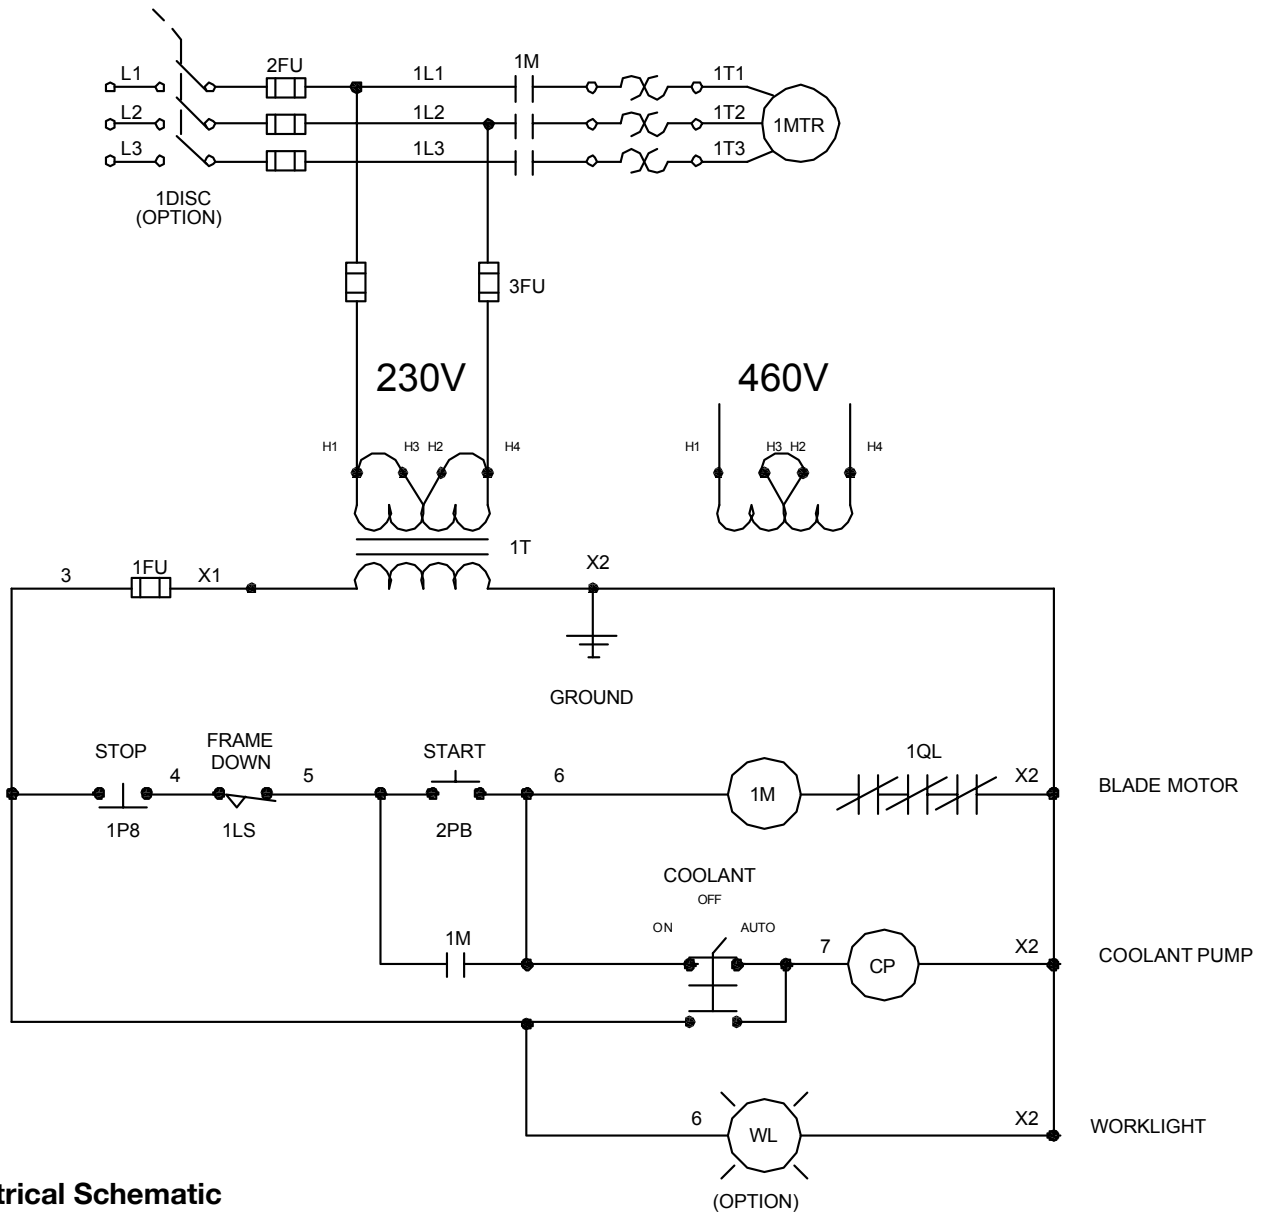 L1
2FU
1L1
1M
1T1
L2
1L2
1T2
1MTR
L3
1L3
1T3
1DISC
(OPTION)
3FU
230V
460V
H1
H3
H2
H4
H1
H3
H2
H4
1T
3
1FU
X1
X2
GROUND
STOP
4
FRAME
DOWN
5
START
6
1M
1QL
X2
BLADE MOTOR
1P8
1LS
2PB
COOLANT
OFF
ON
AUTO
1M
7
CP
X2
COOLANT PUMP
6
WL
X2
WORKLIGHT
(OPTION)
trical Schematic